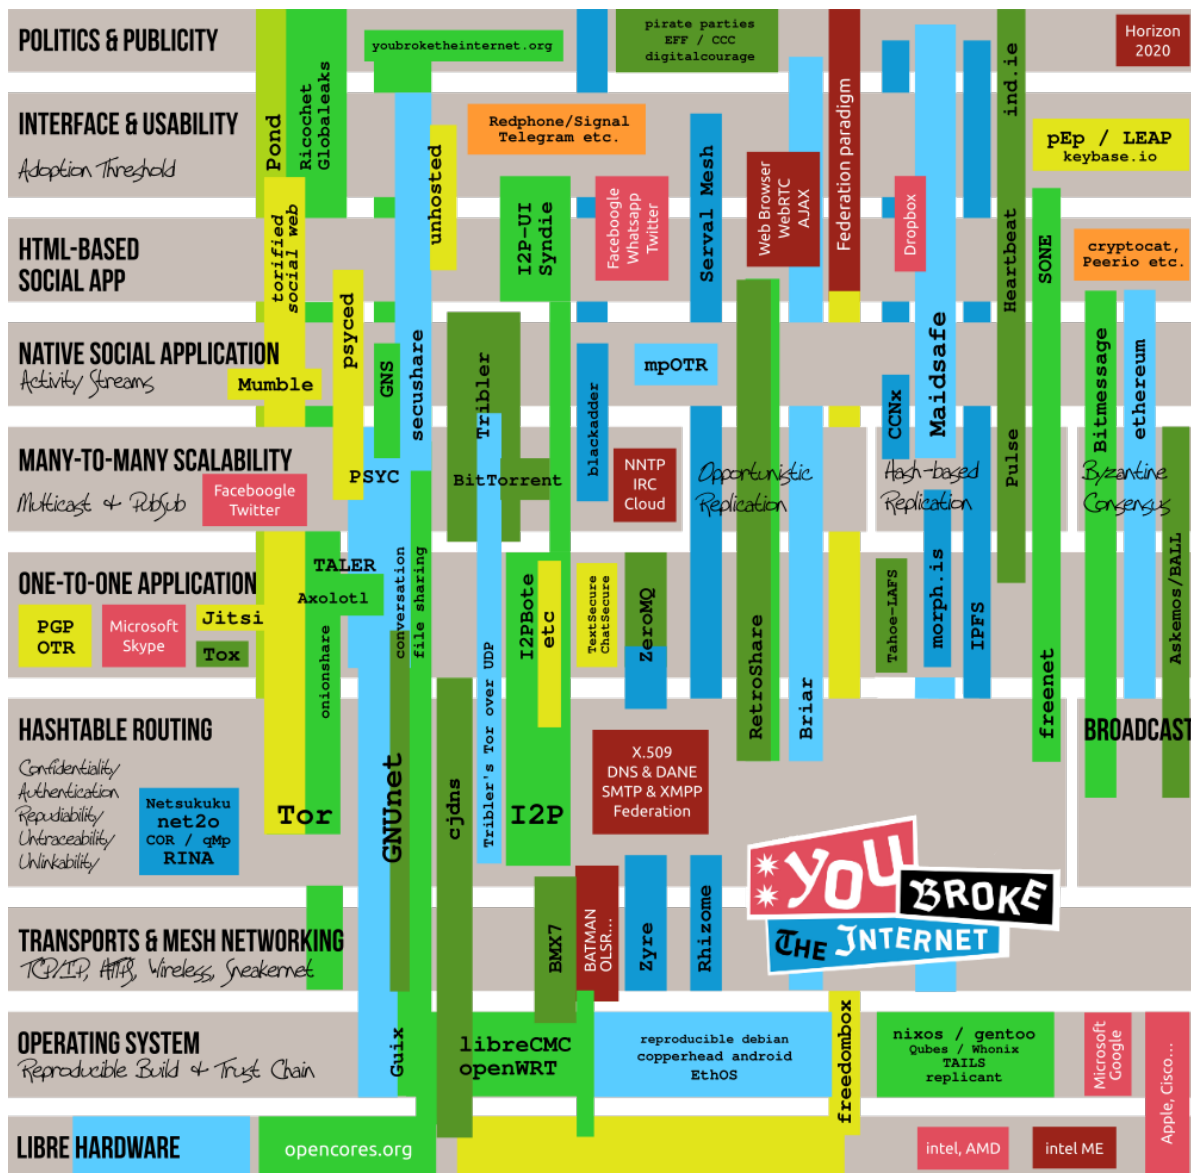 POLITICS & PUBLICITY
youbroketheinternet.org
pirate parties
EFF / CCC
digitalcourage
Horizon
2020
Pond
Ricochet
Globaleaks
Federation paradigm
ind.ie
INTERFACE & USABILITY
Adoption Threshold
unhosted
Redphone/Signal
Telegram etc.
Serval Mesh
Web Browser
WebRTC
AJAX
pEp / LEAP
keybase.io
HTML-BASED
SOCIAL APP
torified
social web
I2P-UI
Syndie
Faceboogle
Whatsapp
Twitter
Dropbox
Heartbeat
SONE
cryptocat,
Peerio etc.
NATIVE SOCIAL APPLICATION
Activity Streams
Mumble
psyced
GNS
secushare
Tribler
blackadder
mpOTR
CCNx
Maidsafe
Bitmessage
ethereum
MANY-TO-MANY SCALABILITY
Multicast & PubSub
Faceboogle
Twitter
PSYC
BitTorrent
NNTP
IRC
Cloud
Opportunistic
Replication
Hash-based
Replication
Pulse
Byzantine
Consensus
ONE-TO-ONE APPLICATION
PGP
OTR
Microsoft
Skype
Jitsi
Tox
TALER
Axolotl
onionshare
conversation
file sharing
Tribler's Tor over UDP
I2PBote
etc
TextSecure
ChatSecure
ZeroMQ
RetroShare
Briar
Tahoe-LAFS
morph.is
IPFS
freenet
Askemos/BALL
HASHTABLE ROUTING
Confidentiality
Authentication
Repudiability
Untraceability
Unlinkability
Netsukuku
net2o
COR / qMp
RINA
Tor
GNUnet
cjdns
I2P
X.509
DNS & DANE
SMTP & XMPP
Federation
BROADCAST
YOU
BROKE
THE INTERNET
TRANSPORTS & MESH NETWORKING
TCP/IP, HTTPS, Wireless, Sneakernet
BMX7
BATMAN
OLSR...
Zyre
Rhizome
OPERATING SYSTEM
Reproducible Build & Trust Chain
Guix
libreCMC
openWRT
reproducible debian
copperhead android
EthOS
freedombox
nixos / gentoo
Qubes / Whonix
TAILS
replicant
Microsoft
Google
Apple, Cisco...
LIBRE HARDWARE
opencores.org
intel, AMD
intel ME